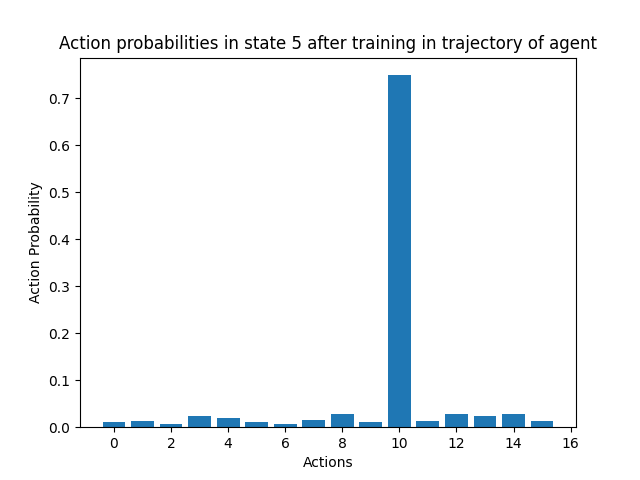 Action probabilities in state 5 after training in trajectory of agent
Action Probability
0.7
0.6
0.5
0.4
0.3
0.2
0.1
0.0
0 2 4 6 8 10 12 14 16
Actions